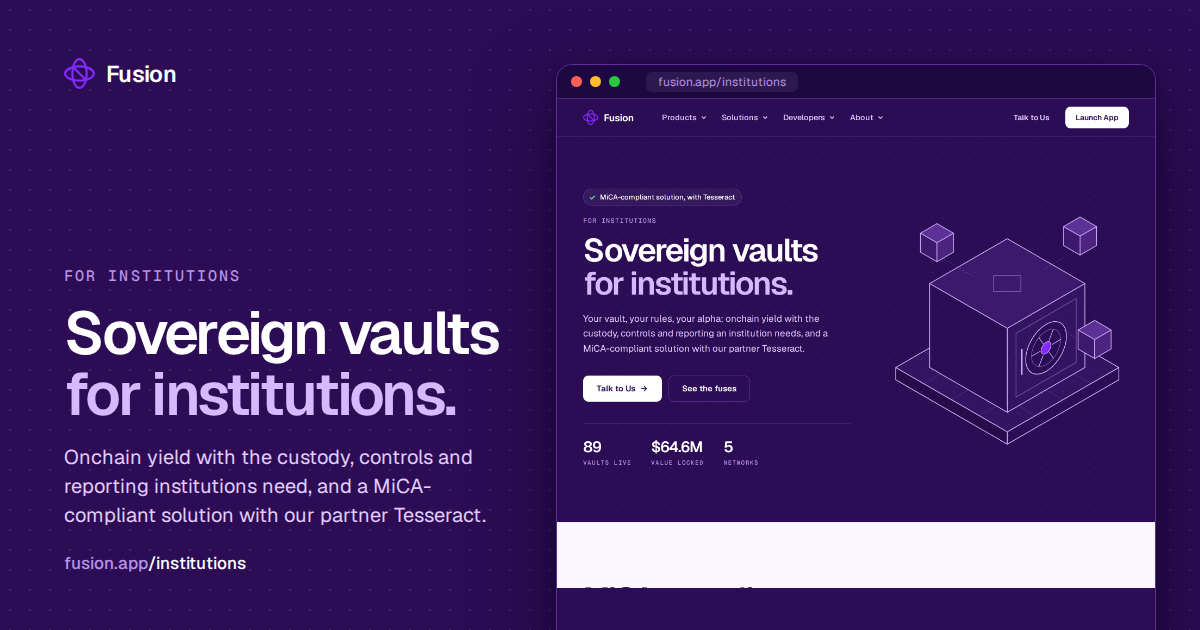 Fusion
FOR INSTITUTIONS
Sovereign vaults
for institutions.
Onchain yield with the custody, controls and
reporting institutions need, and a MiCA-
compliant solution with our partner Tesseract.
fusion.app/institutions
fusion.app/institutions
Fusion Products Solutions Developers About Talk to Us Launch App
MiCA-compliant solution, with Tesseract
FOR INSTITUTIONS
Sovereign vaults
for institutions.
Your vault, your rules, your alpha: onchain yield with the
custody, controls and reporting an institution needs, and a
MiCA-compliant solution with our partner Tesseract.
Talk to Us → See the fuses
89 $64.6M 5
VAULTS LIVE VALUE LOCKED NETWORKS